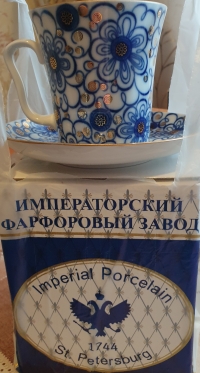 ИМПЕРАТОРСКИЙ
ФАРФОРОВЫЙ ЗАВОД
Imperial Porcelain
1744
St. Petersburg